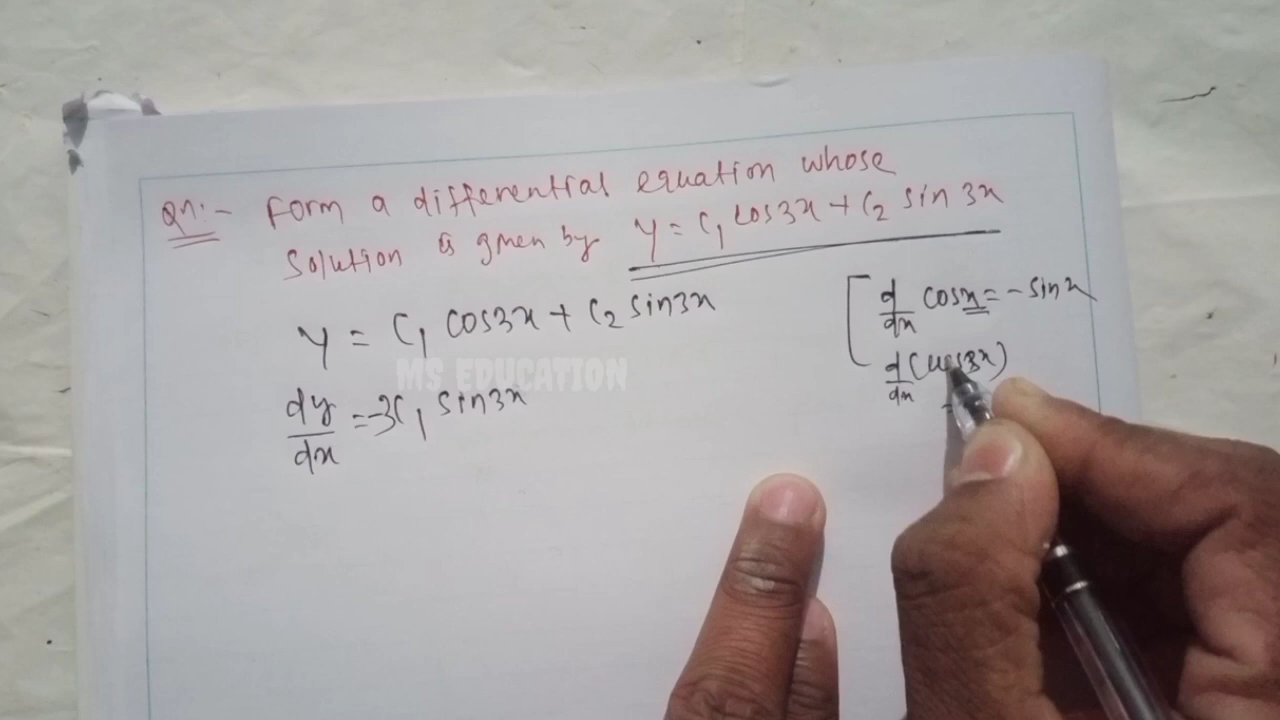 Qn:- Form a differential equation whose
solution is given by y = C₁ cos3x + C₂ sin 3x
y = C₁ cos3x + C₂ sin3x
d/dx cosx = - sinx
MS EDUCATION
dy/dx = -3C₁ sin3x
d/dx (cos3x)
=